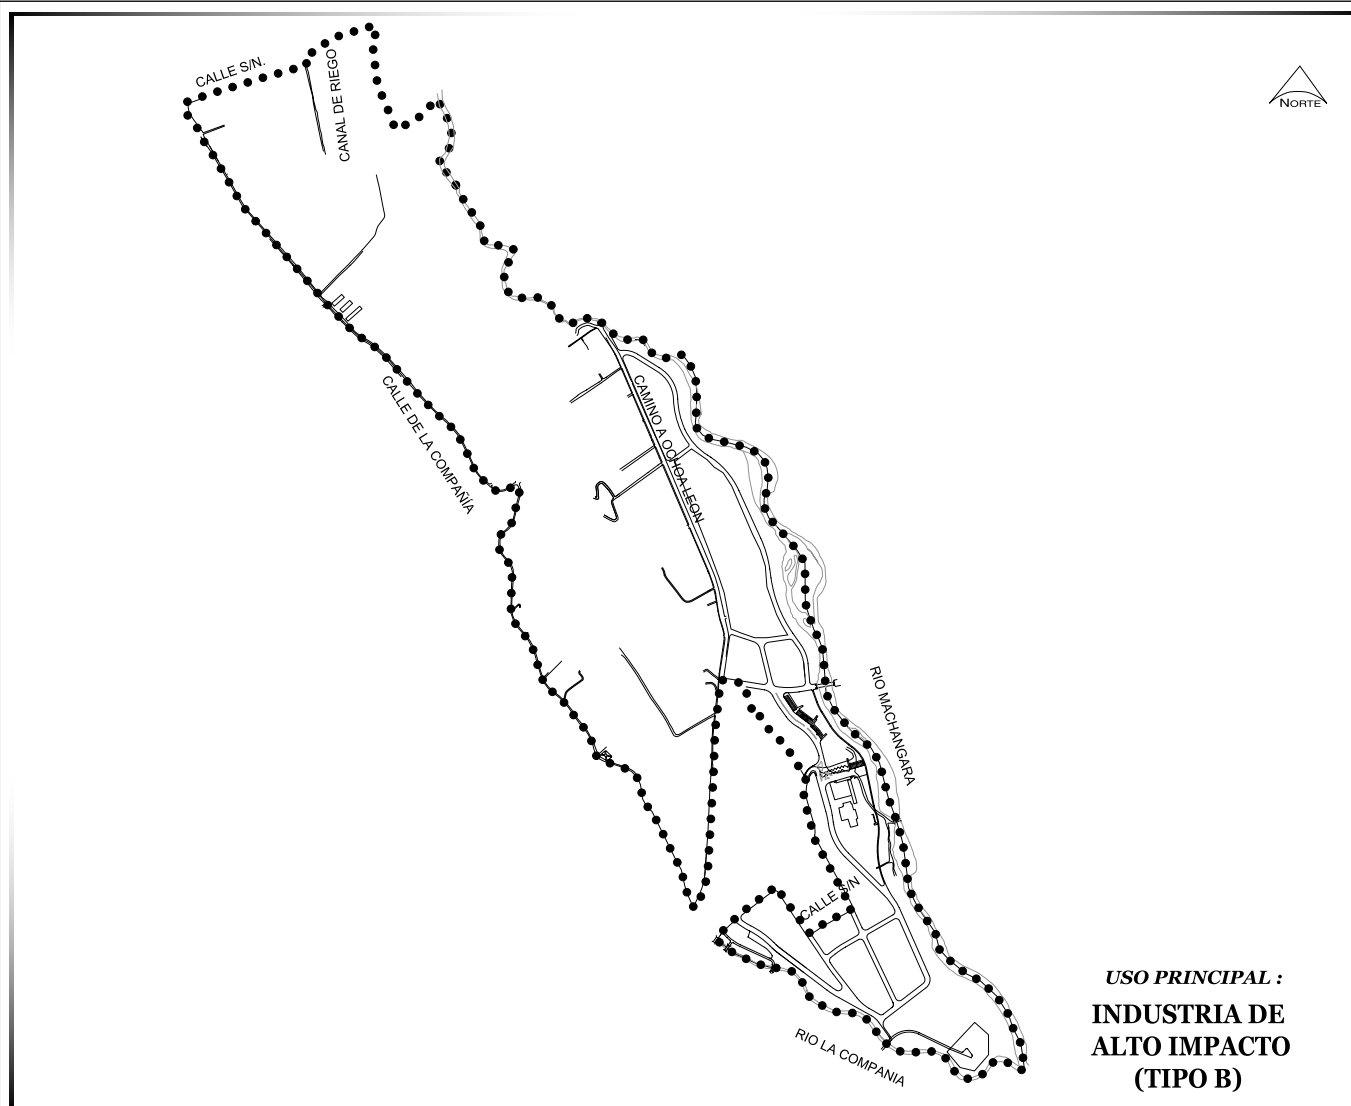 CALLE S/N.
CANAL DE RIEGO
NORTE
CALLE DE LA COMPAÑÍA
CAMINO A OCHOA LEON
RIO MACHANGARA
CALLE S/N
RIO LA COMPANIA
USO PRINCIPAL :
INDUSTRIA DE
ALTO IMPACTO
(TIPO B)